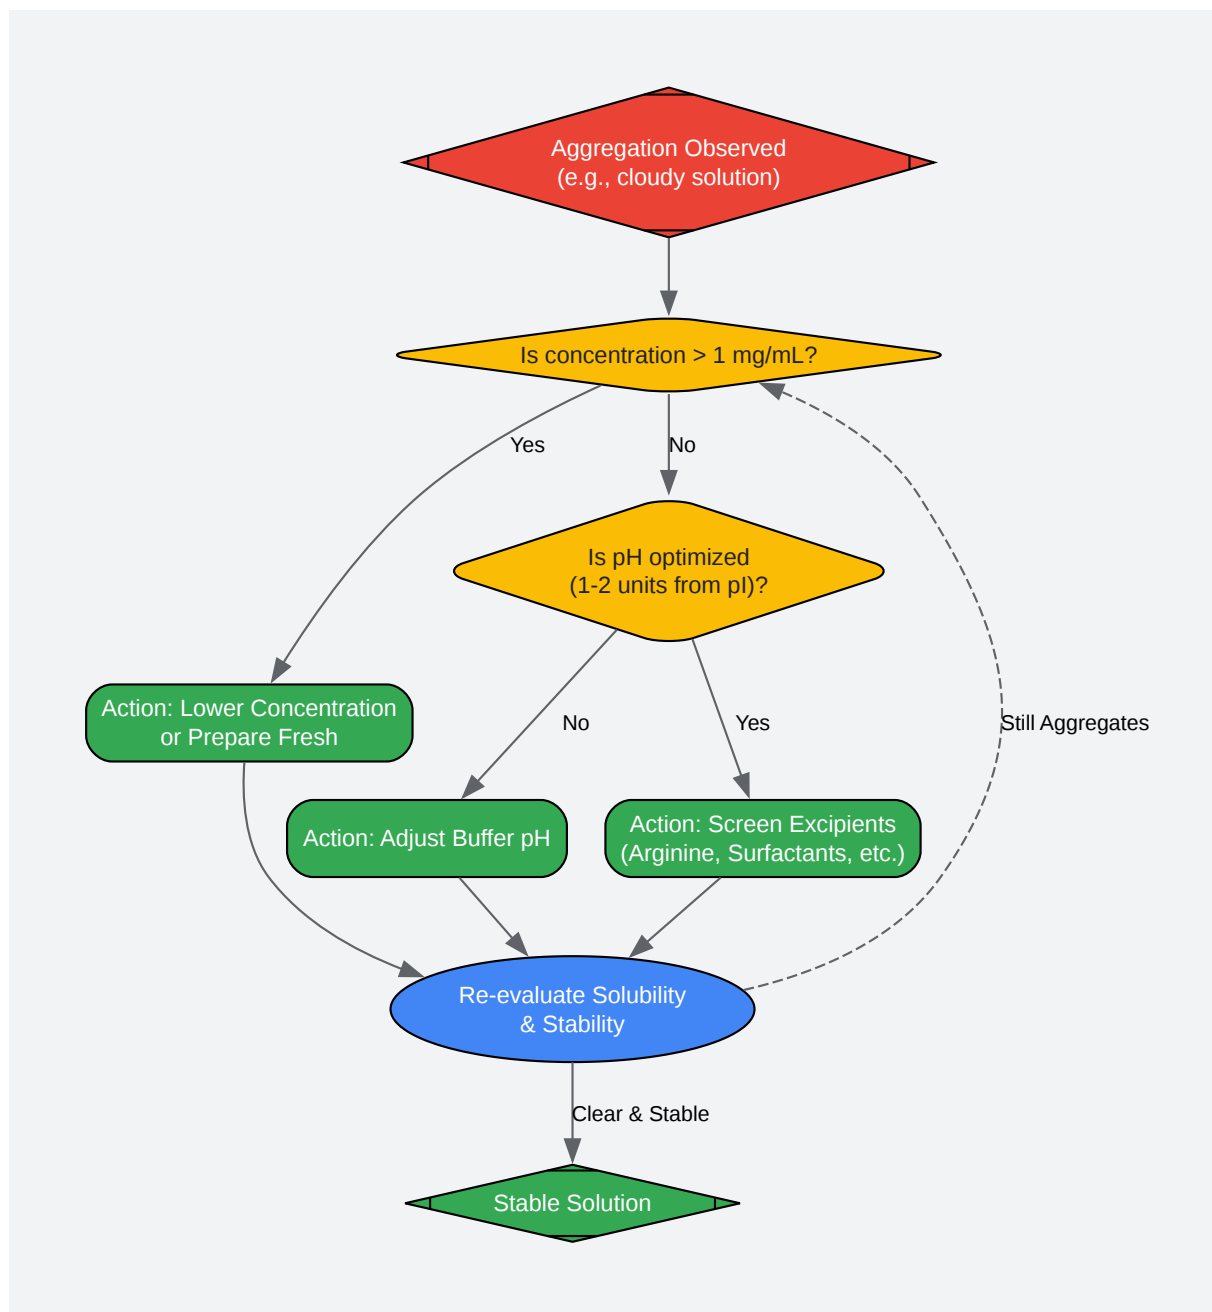 Aggregation Observed
(e.g., cloudy solution)
Is concentration > 1 mg/mL?
Yes
No
Is pH optimized
(1-2 units from pI)?
Action: Lower Concentration
or Prepare Fresh
No
Yes
Still Aggregates
Action: Adjust Buffer pH
Action: Screen Excipients
(Arginine, Surfactants, etc.)
Re-evaluate Solubility
& Stability
Clear & Stable
Stable Solution